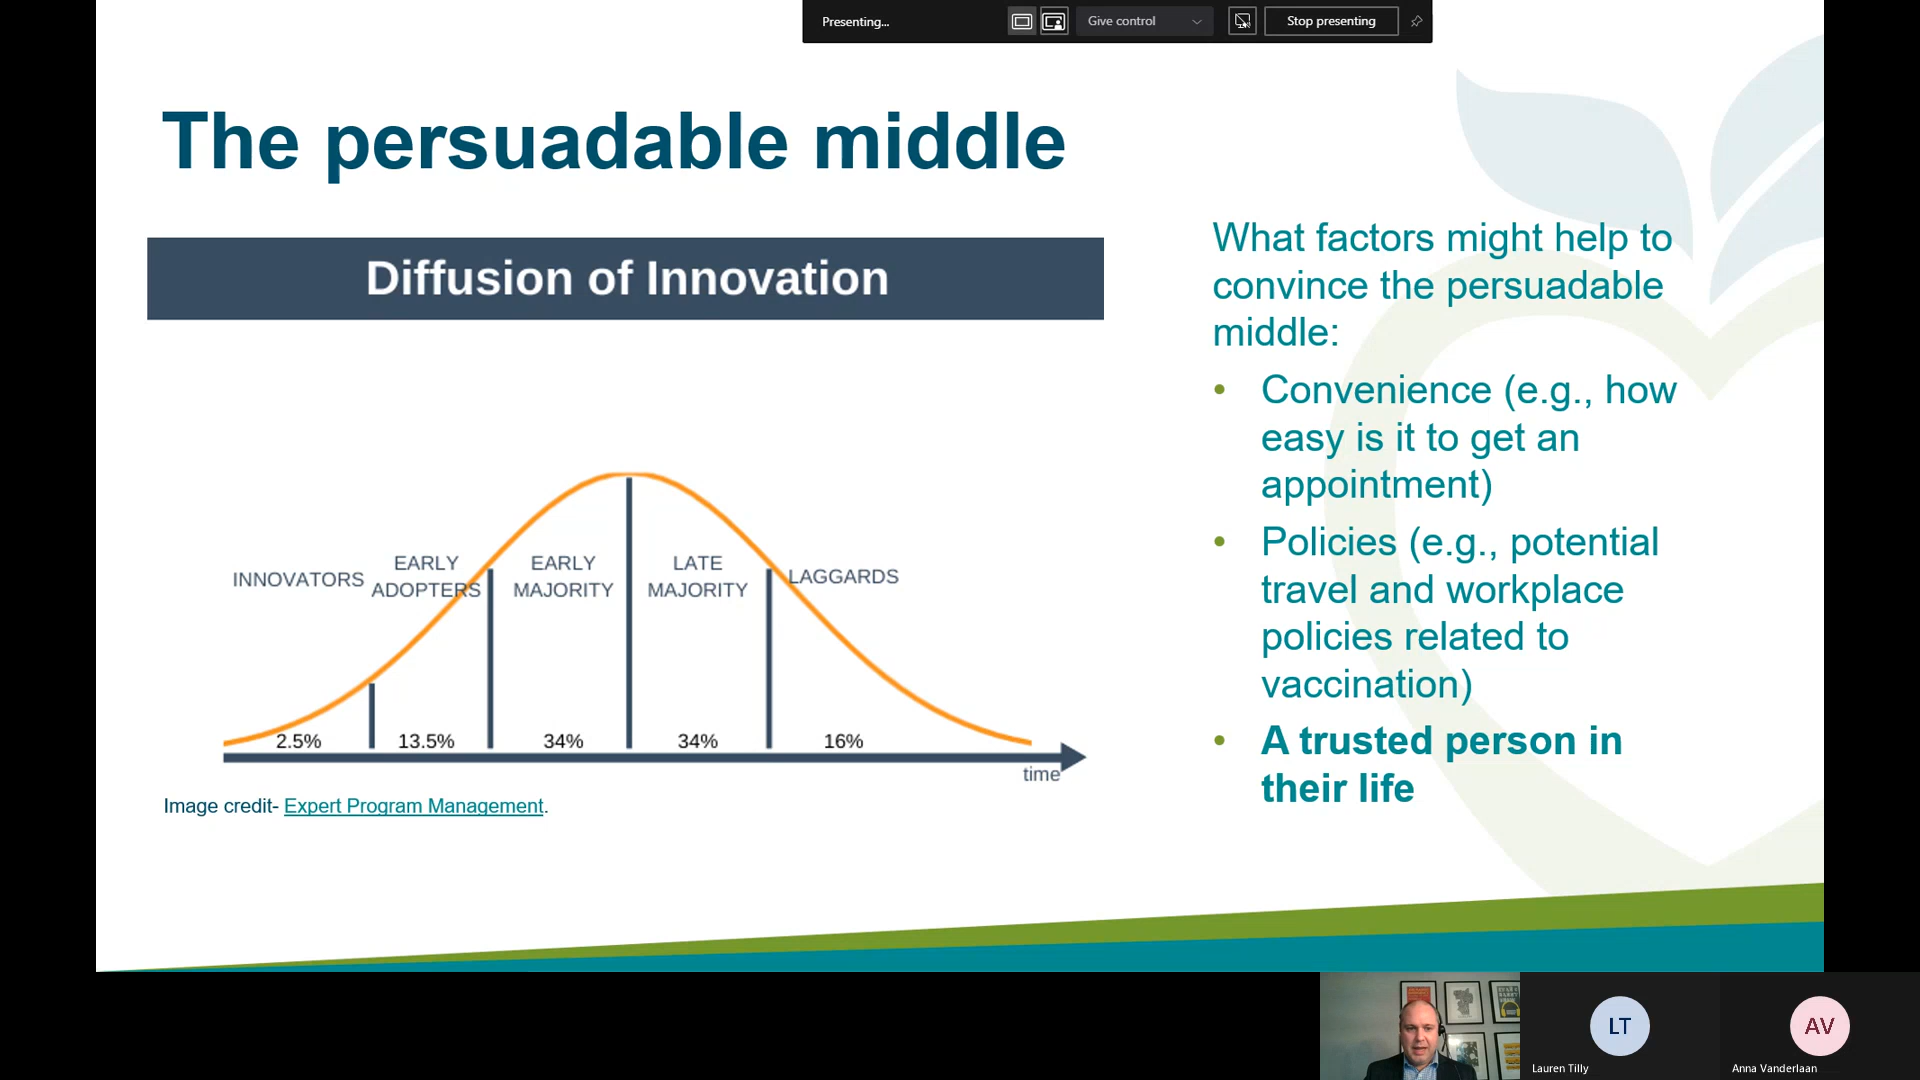 Presenting...
Give control
Stop presenting
The persuadable middle
Diffusion of Innovation
INNOVATORS
EARLY
ADOPTERS
EARLY
MAJORITY
LATE
MAJORITY
LAGGARDS
2.5%
13.5%
34%
34%
16%
time
Image credit- Expert Program Management.
What factors might help to
convince the persuadable
middle:
• Convenience (e.g., how
easy is it to get an
appointment)
• Policies (e.g., potential
travel and workplace
policies related to
vaccination)
• A trusted person in
their life
LT
Lauren Tilly
AV
Anna Vanderlaan